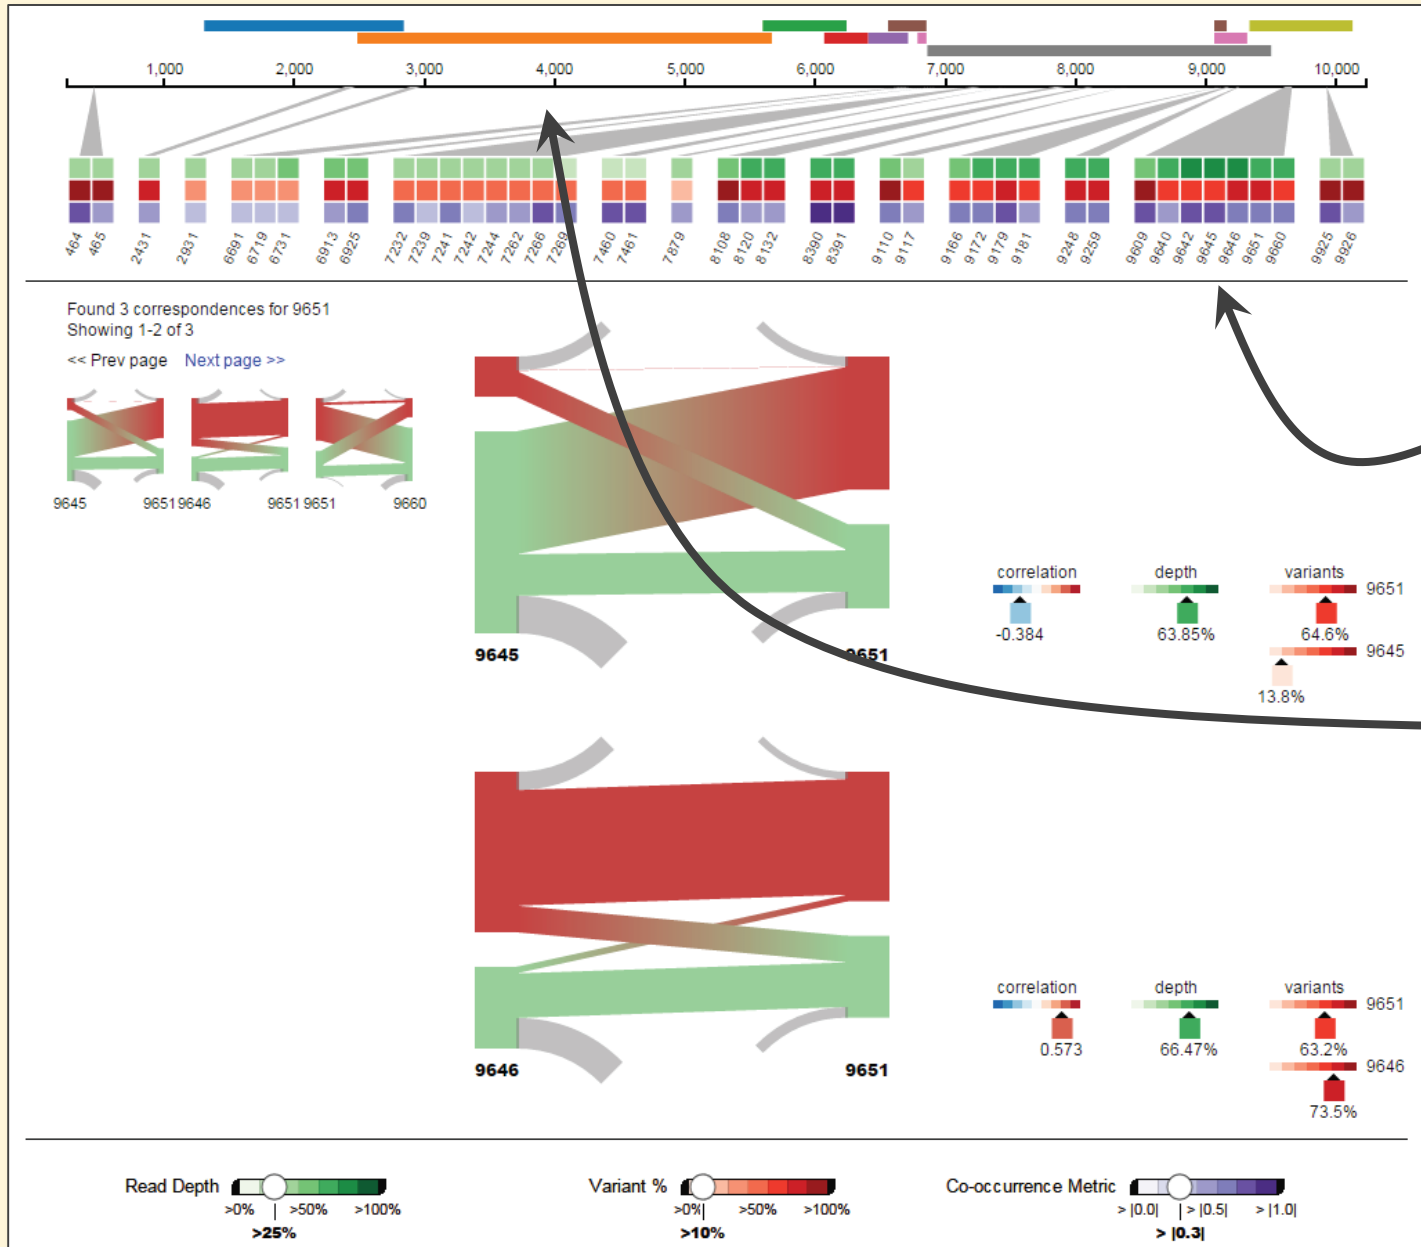 1,000 2,000 3,000 4,000 5,000 6,000 7,000 8,000 9,000 10,000
464 465 2431 2931 6691 6719 6731 6913 6925 7232 7239 7241 7242 7244 7262 7266 7269 7460 7461 7879 8108 8120 8132 8390 8391 9110 9117 9166 9172 9179 9181 9248 9259 9609 9640 9642 9645 9646 9651 9660 9925 9926
Found 3 correspondences for 9651
Showing 1-2 of 3
<< Prev page Next page >>
9645 9651 9646 9651 9651 9660
correlation depth variants
9651
-0.384 63.85% 64.6%
9645
13.8%
9645 9651
correlation depth variants
9651
0.573 66.47% 63.2%
9646
73.5%
9646 9651
Read Depth Variant % Co-occurrence Metric
>0% >50% >100% >0% >50% >100% > |0.0| > |0.5| > |1.0|
>25% >10% > |0.3|